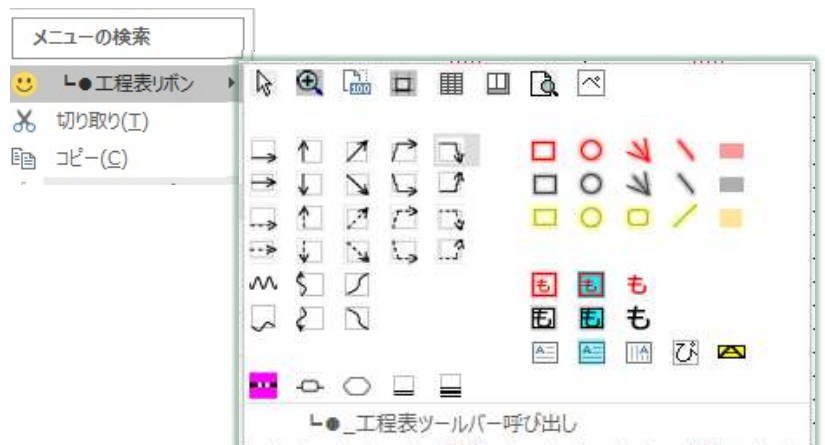 メニューの検索
┗●工程表リボン
切り取り(T)
コピー(C)
100
ペ
も も も
も も も
A A A ぴ
┗●_工程表ツールバー呼び出し